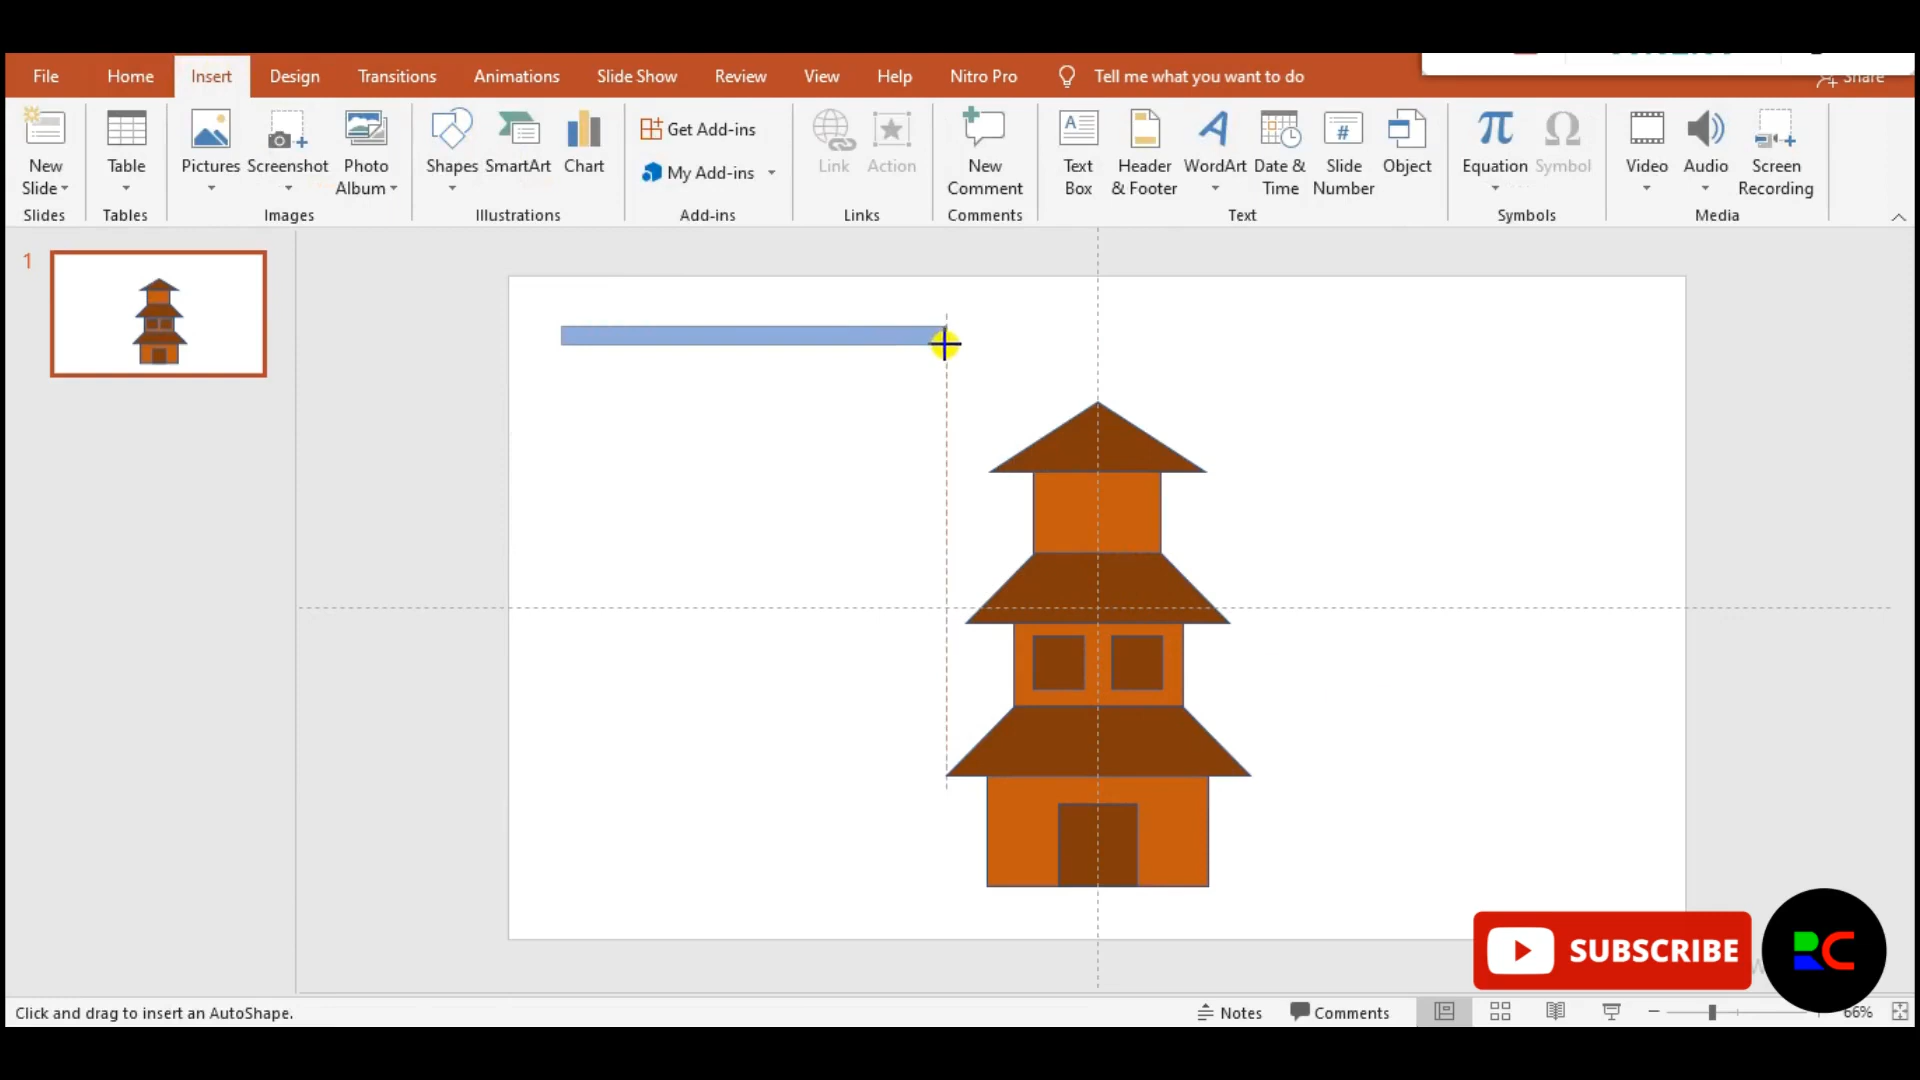 File Home Insert Design Transitions Animations Slide Show Review View Help Nitro Pro Tell me what you want to do Share
New Slide Table Pictures Screenshot Photo Album Shapes SmartArt Chart Get Add-ins My Add-ins Link Action New Comment Text Box Header & Footer WordArt Date & Time Slide Number Object Equation Symbol Video Audio Screen Recording
Slides Tables Images Illustrations Add-ins Links Comments Text Symbols Media
1
SUBSCRIBE
RC
Click and drag to insert an AutoShape. Notes Comments 66%